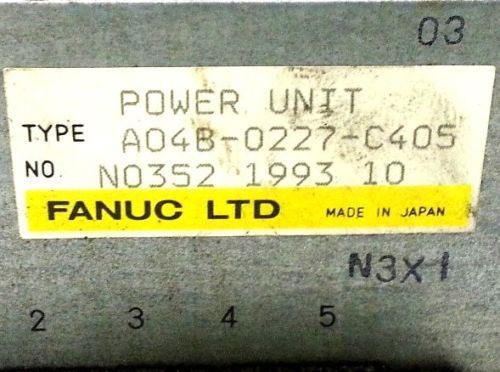 03
POWER UNIT
TYPE A04B-0227-C405
NO. N0352 1993 10
FANUC LTD MADE IN JAPAN
N3X1
2 3 4 5